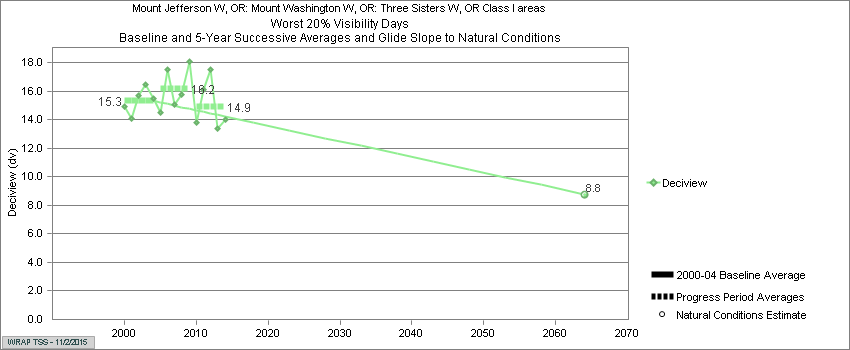 Mount Jefferson W, OR: Mount Washington W, OR: Three Sisters W, OR Class I areas
Worst 20% Visibility Days
Baseline and 5-Year Successive Averages and Glide Slope to Natural Conditions
Deciview (dv)
18.0
16.0
14.0
12.0
10.0
8.0
6.0
4.0
2.0
0.0
15.3
16.2
14.9
8.8
2000
2010
2020
2030
2040
2050
2060
2070
Deciview
2000-04 Baseline Average
Progress Period Averages
Natural Conditions Estimate
WRAP TSS - 11/2/2015